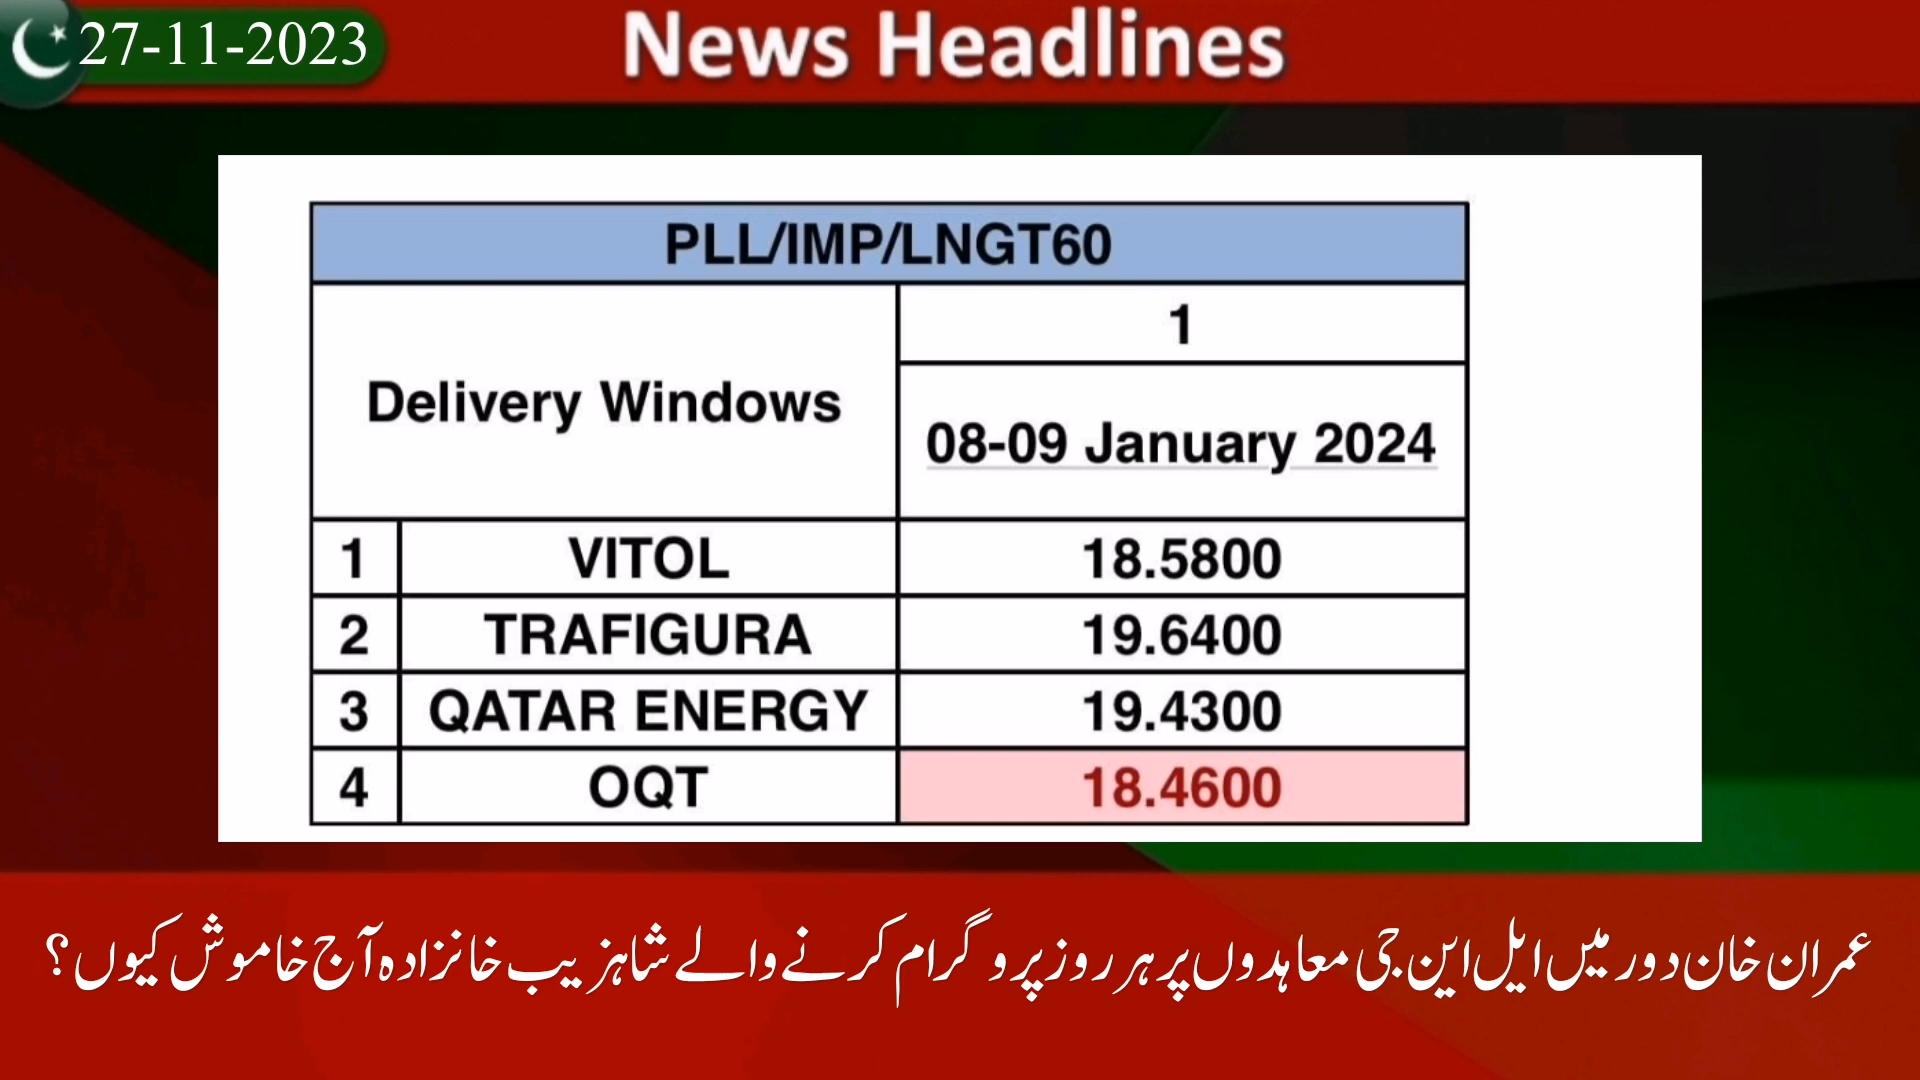 27-11-2023
News Headlines
PLL/IMP/LNGT60
Delivery Windows
1
08-09 January 2024
1 VITOL 18.5800
2 TRAFIGURA 19.6400
3 QATAR ENERGY 19.4300
4 OQT 18.4600
عمران خان دور میں ایل این جی معاہدوں پر ہر روز پروگرام کرنے والے شاہزیب خانزادہ آج خاموش کیوں؟